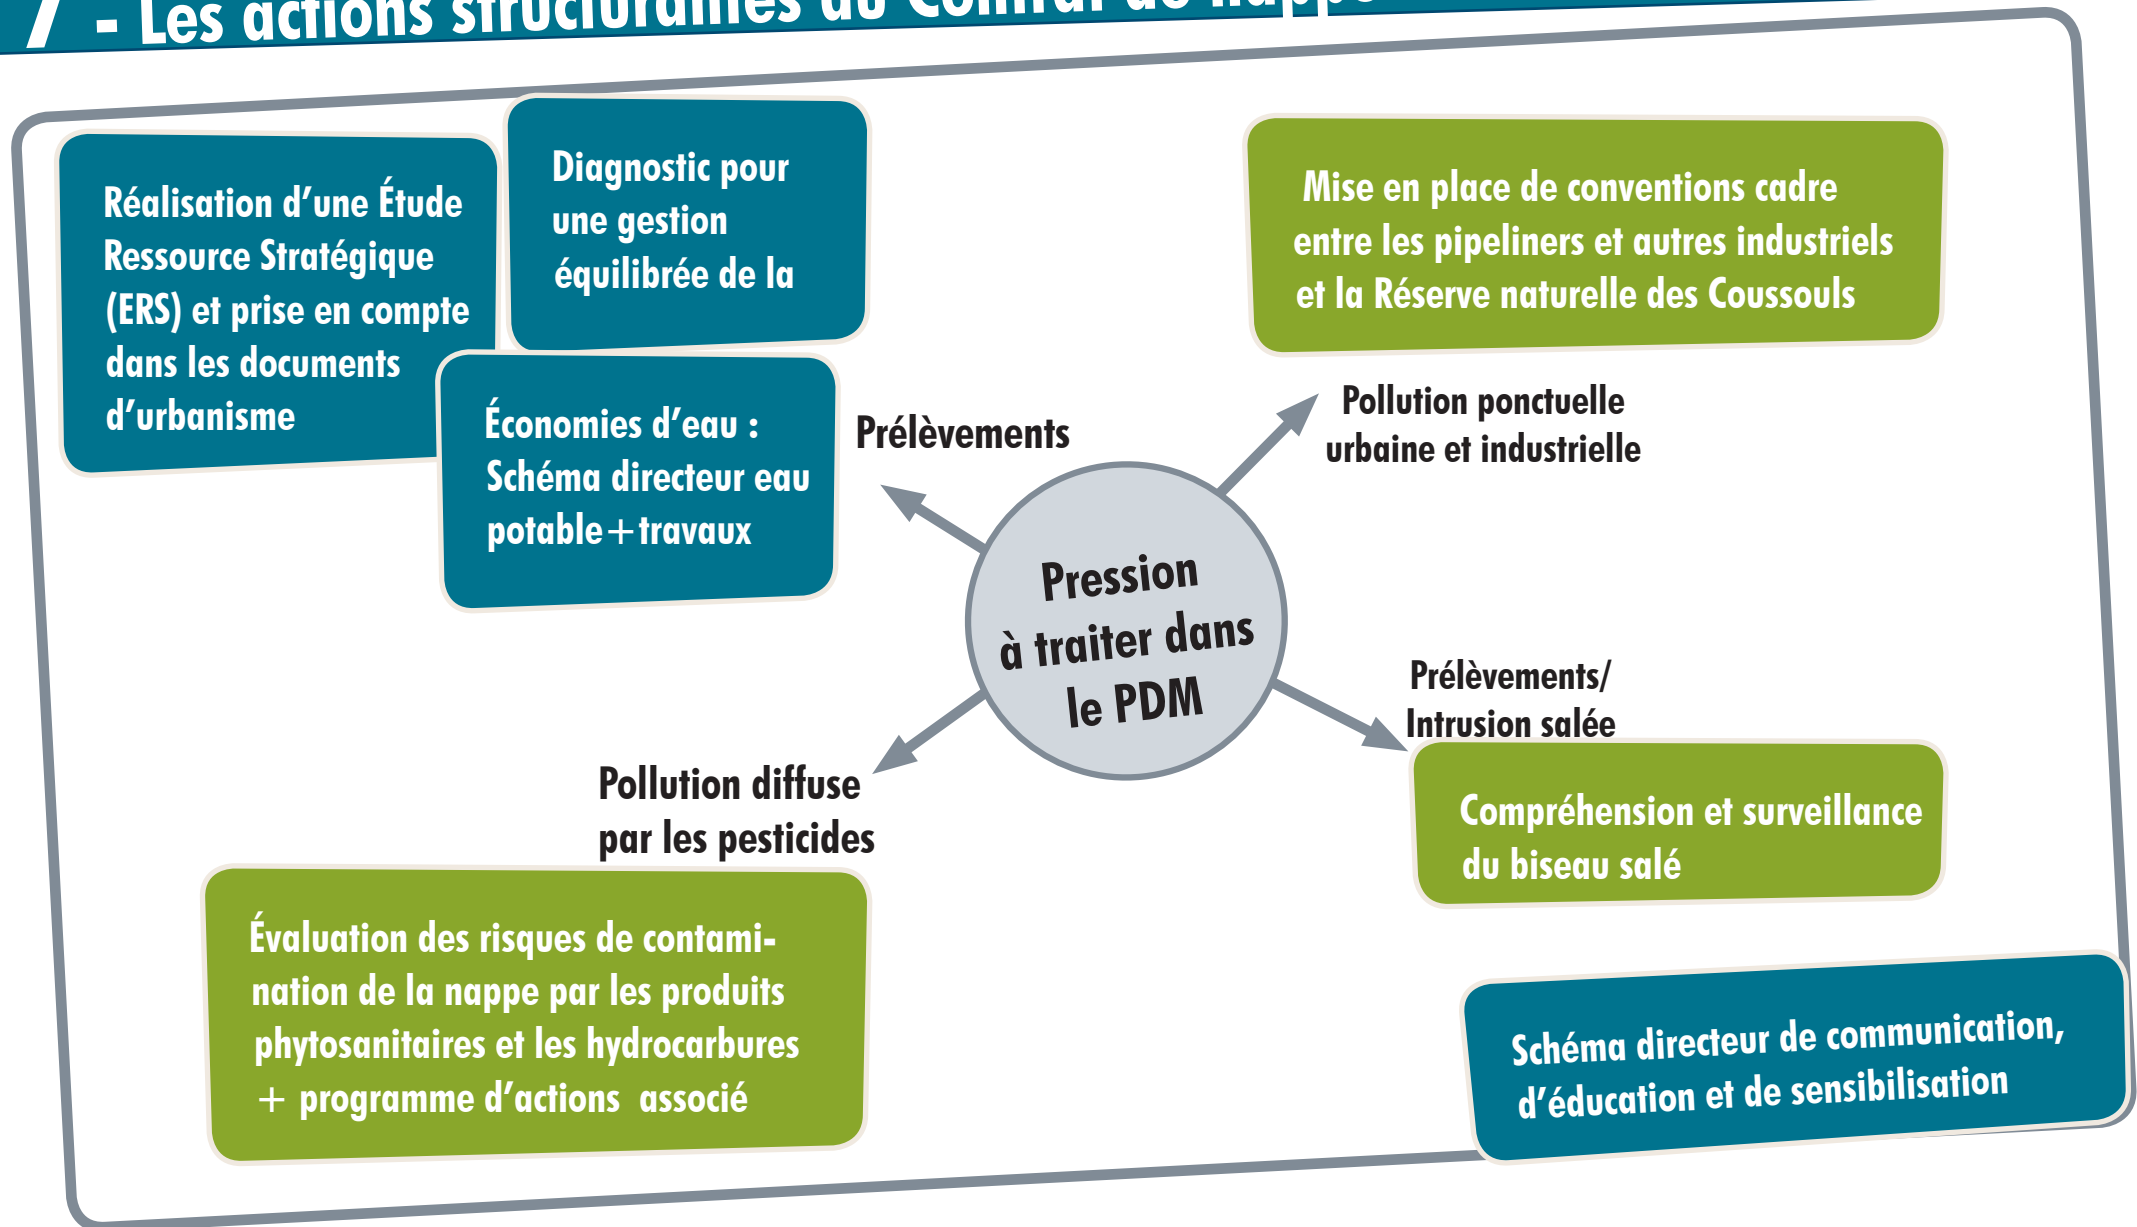 7 - Les actions structurantes du Contrat de nappe
Réalisation d’une Étude
Ressource Stratégique
(ERS) et prise en compte
dans les documents
d’urbanisme
Diagnostic pour
une gestion
équilibrée de la
Économies d’eau :
Schéma directeur eau
potable+travaux
Prélèvements
Mise en place de conventions cadre
entre les pipeliners et autres industriels
et la Réserve naturelle des Coussouls
Pollution ponctuelle
urbaine et industrielle
Pression
à traiter dans
le PDM
Prélèvements/
Intrusion salée
Compréhension et surveillance
du biseau salé
Pollution diffuse
par les pesticides
Évaluation des risques de contami-
nation de la nappe par les produits
phytosanitaires et les hydrocarbures
+ programme d’actions associé
Schéma directeur de communication,
d’éducation et de sensibilisation